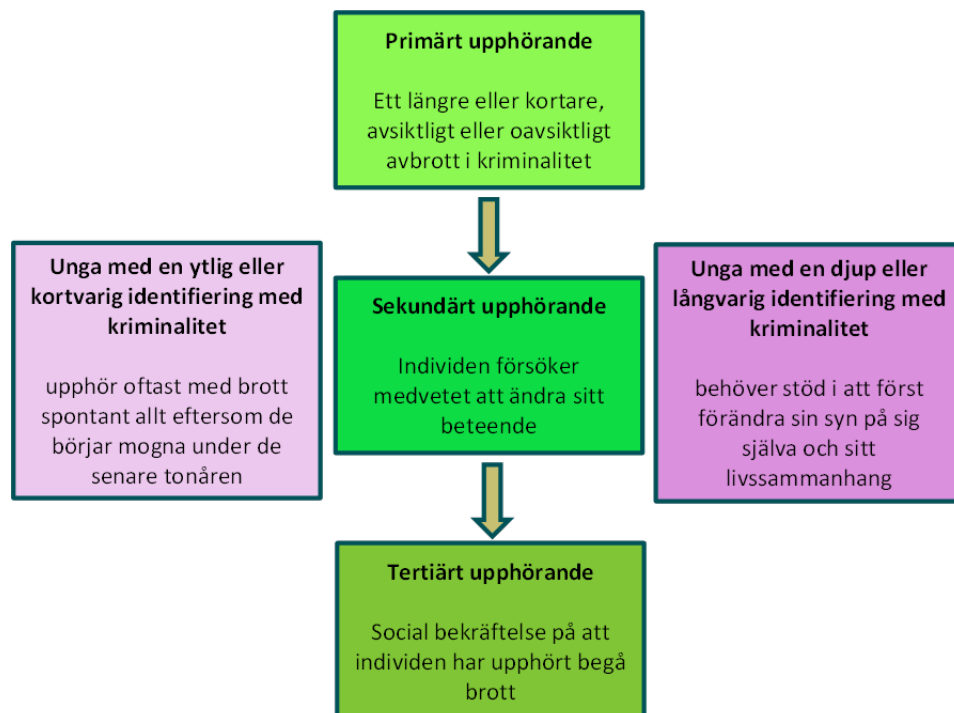 Primärt upphörande
Ett längre eller kortare,
avsiktligt eller oavsiktligt
avbrott i kriminalitet
Unga med en ytlig eller
kortvarig identifiering med
kriminalitet
upphör oftast med brott
spontant allt eftersom de
börjar mogna under de
senare tonåren
Sekundärt upphörande
Individen försöker
medvetet att ändra sitt
beteende
Unga med en djup eller
långvarig identifiering med
kriminalitet
behöver stöd i att först
förändra sin syn på sig
själva och sitt
livssammanhang
Tertiärt upphörande
Social bekräftelse på att
individen har upphört begå
brott